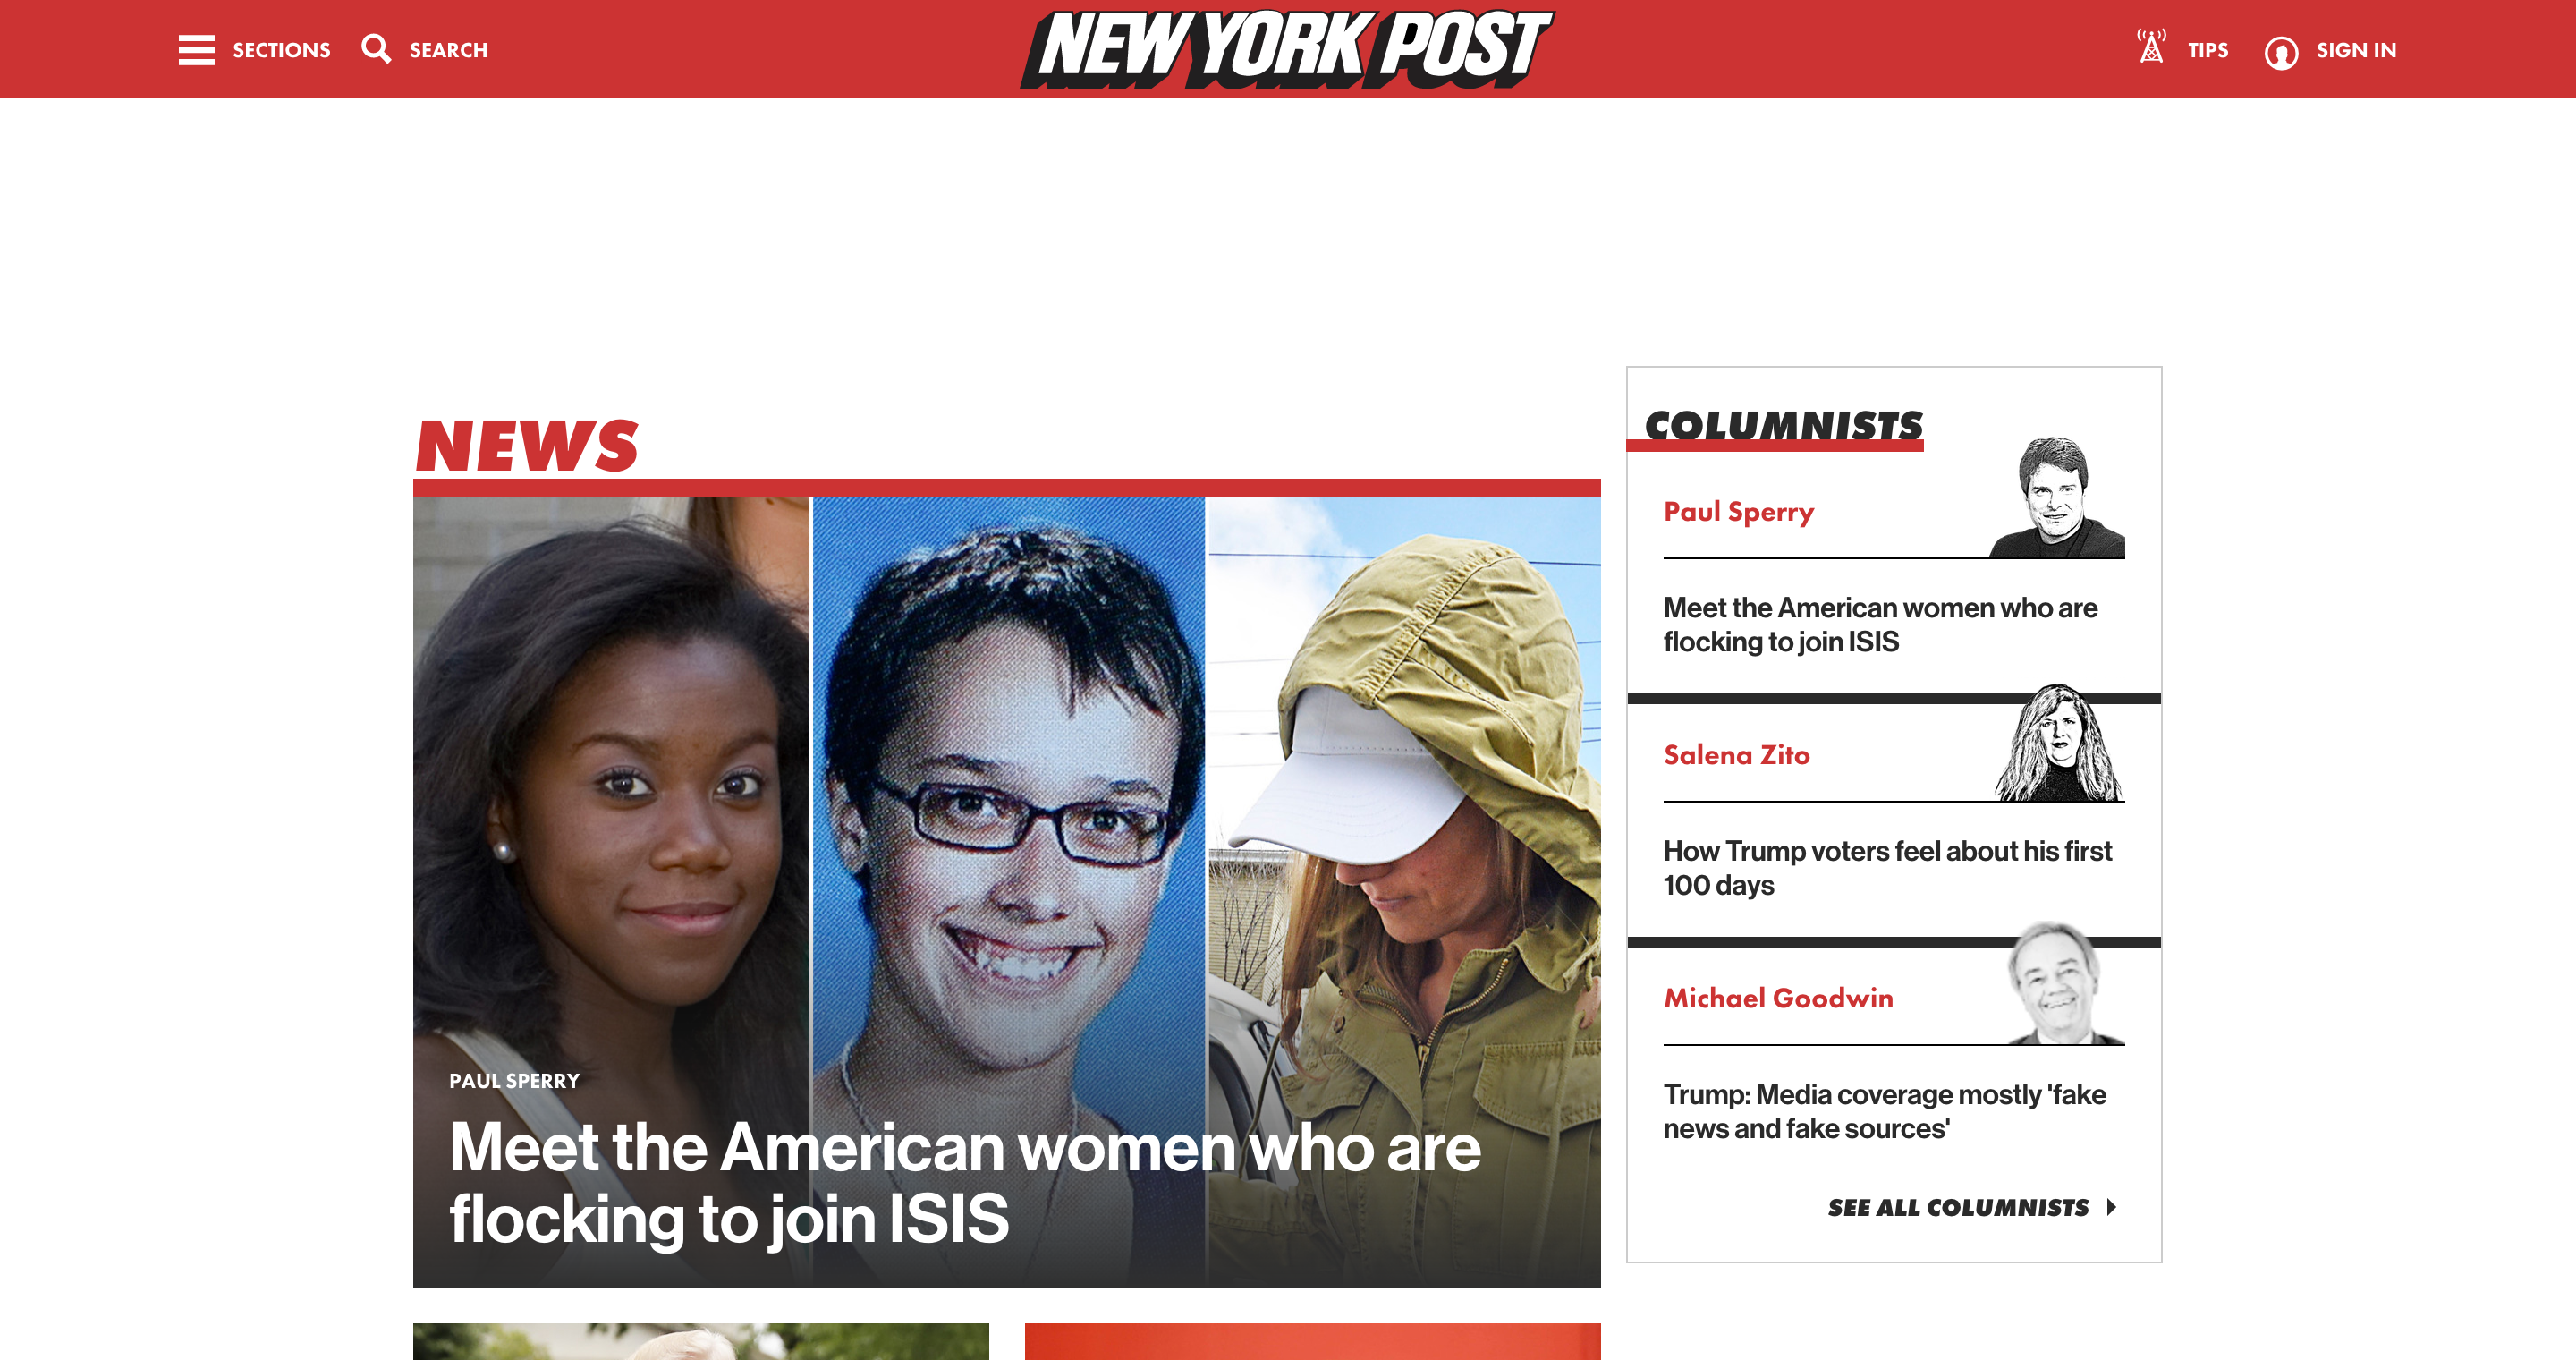 SECTIONS
SEARCH
NEW YORK POST
TIPS
SIGN IN
NEWS
PAUL SPERRY
Meet the American women who are
flocking to join ISIS
COLUMNISTS
Paul Sperry
Meet the American women who are
flocking to join ISIS
Salena Zito
How Trump voters feel about his first
100 days
Michael Goodwin
Trump: Media coverage mostly 'fake
news and fake sources'
SEE ALL COLUMNISTS